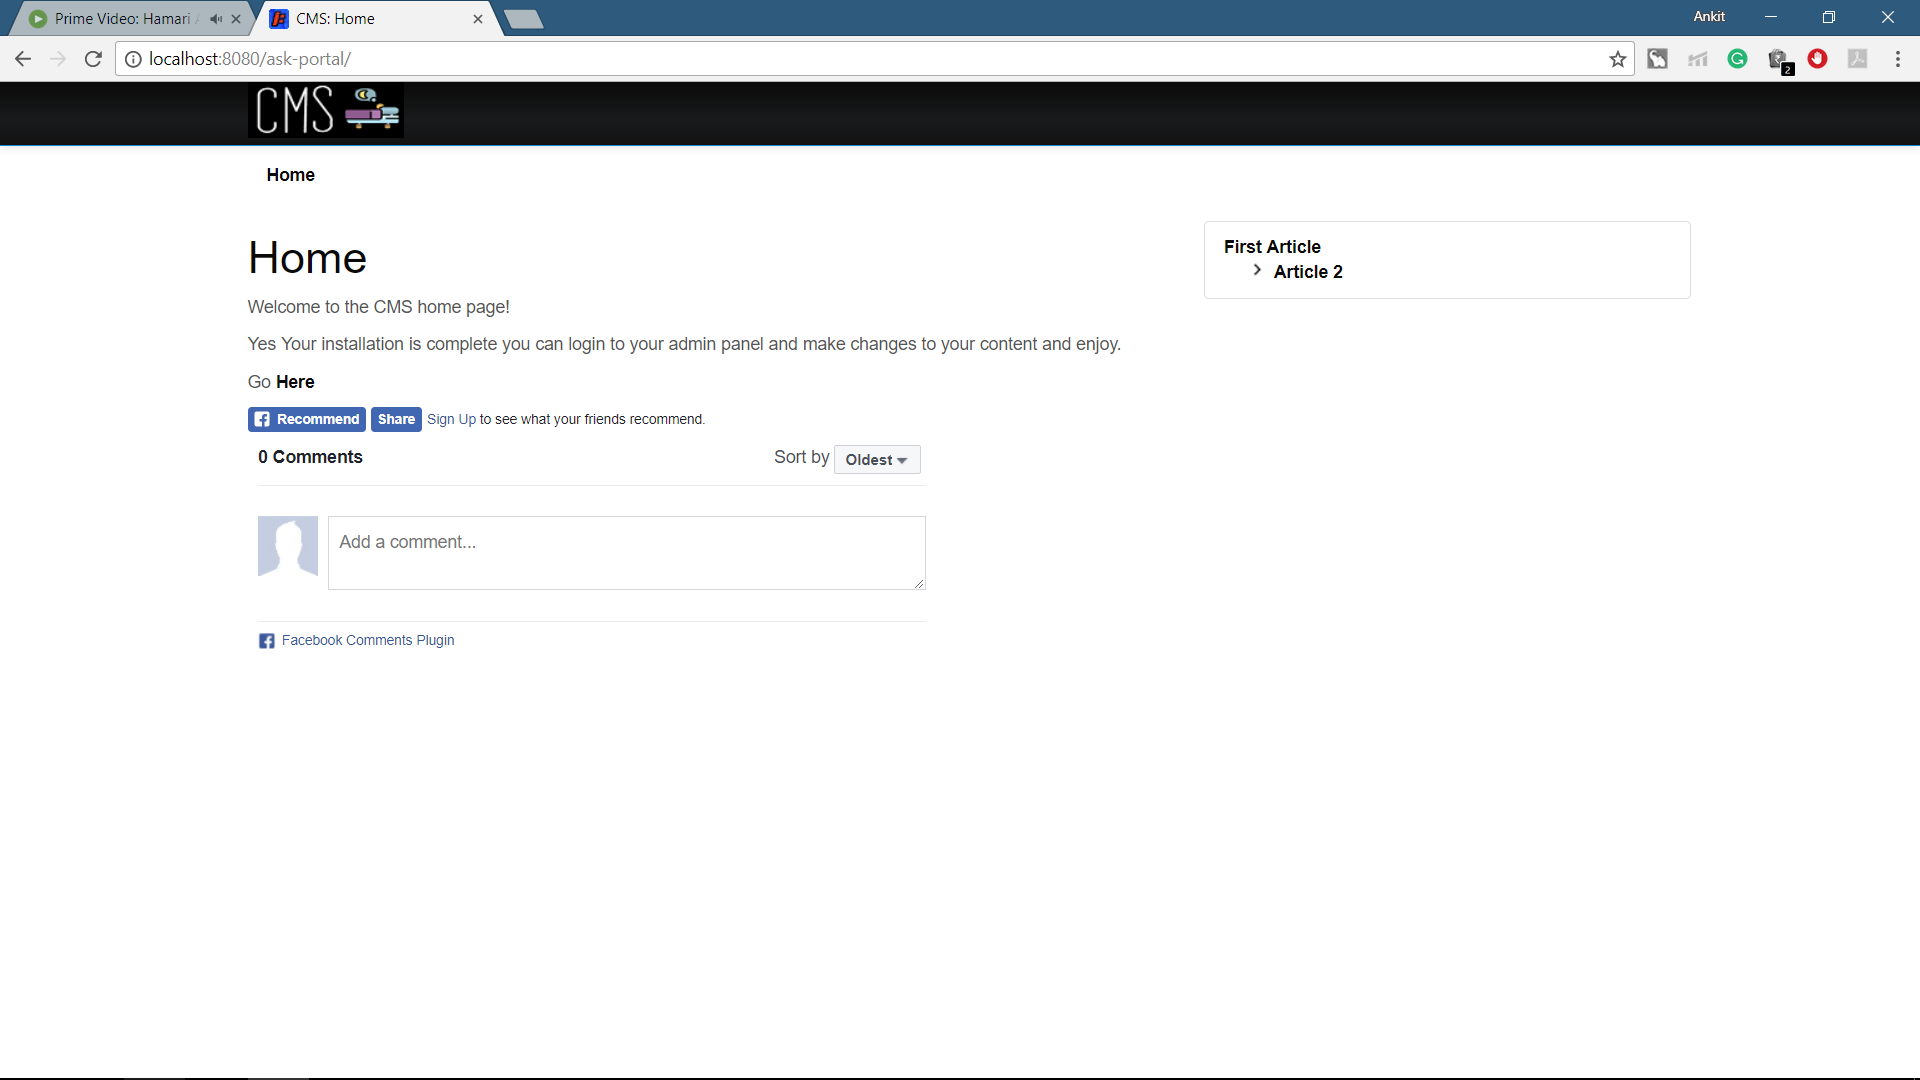 Prime Video: Hamari
CMS: Home
Ankit
localhost:8080/ask-portal/
2
CMS
Home
Home
Welcome to the CMS home page!
Yes Your installation is complete you can login to your admin panel and make changes to your content and enjoy.
Go Here
Recommend Share Sign Up to see what your friends recommend.
0 Comments Sort by Oldest
Add a comment...
Facebook Comments Plugin
First Article
Article 2